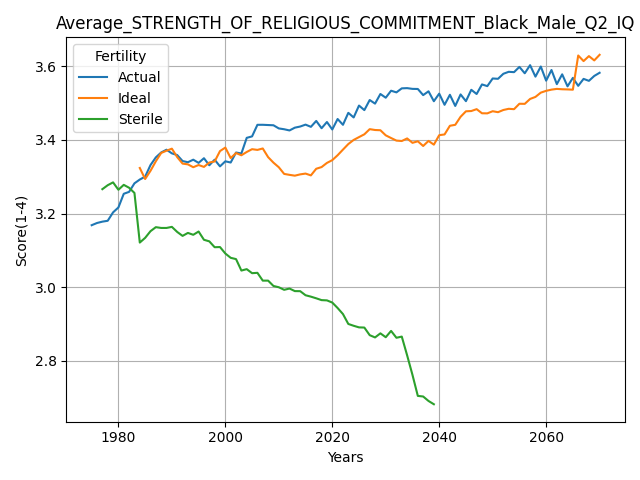 Average_STRENGTH_OF_RELIGIOUS_COMMITMENT_Black_Male_Q2_IQ
Fertility
Actual
Ideal
Sterile
3.6
3.4
3.2
3.0
2.8
Score(1-4)
1980
2000
2020
2040
2060
Years